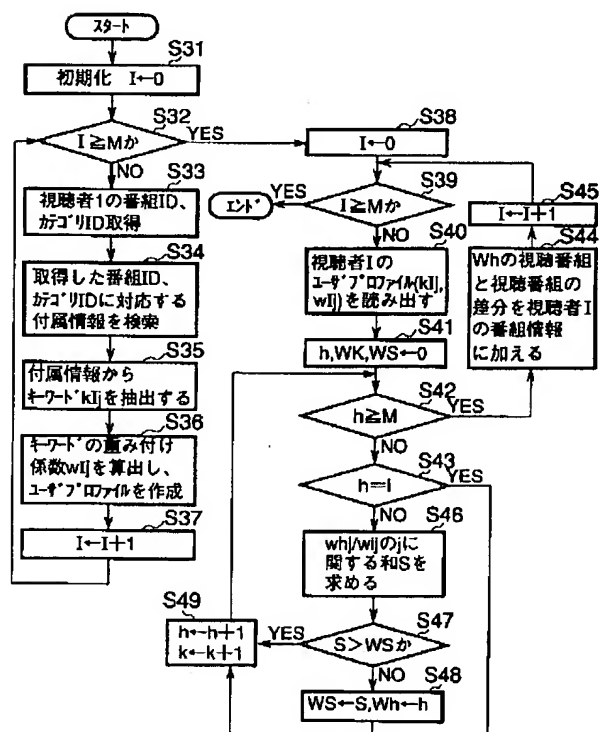 スタート
S31
初期化 I←0
S32
I≧Mか
YES
NO
S33
視聴者1の番組ID、
カテゴリID取得
S34
取得した番組ID、
カテゴリIDに対応する
付属情報を検索
S35
付属情報から
キーワードkIjを抽出する
S36
キーワードの重み付け
係数wIjを算出し、
ユーザプロファイルを作成
S37
I←I+1
S38
I←0
S39
I≧Mか
YES
エンド
NO
S40
視聴者Iの
ユーザプロファイル(kIj,
wIj)を読み出す
S41
h,WK,WS←0
S42
h≧M
YES
NO
S43
h=I
YES
NO
S44
Whの視聴番組
と視聴番組の
差分を視聴者I
の番組情報
に加える
S45
I←I+1
S46
whj/wijのjに
関する和Sを
求める
S47
S>WSか
YES
NO
S48
WS←S,Wh←h
S49
h←h+1
k←k+1